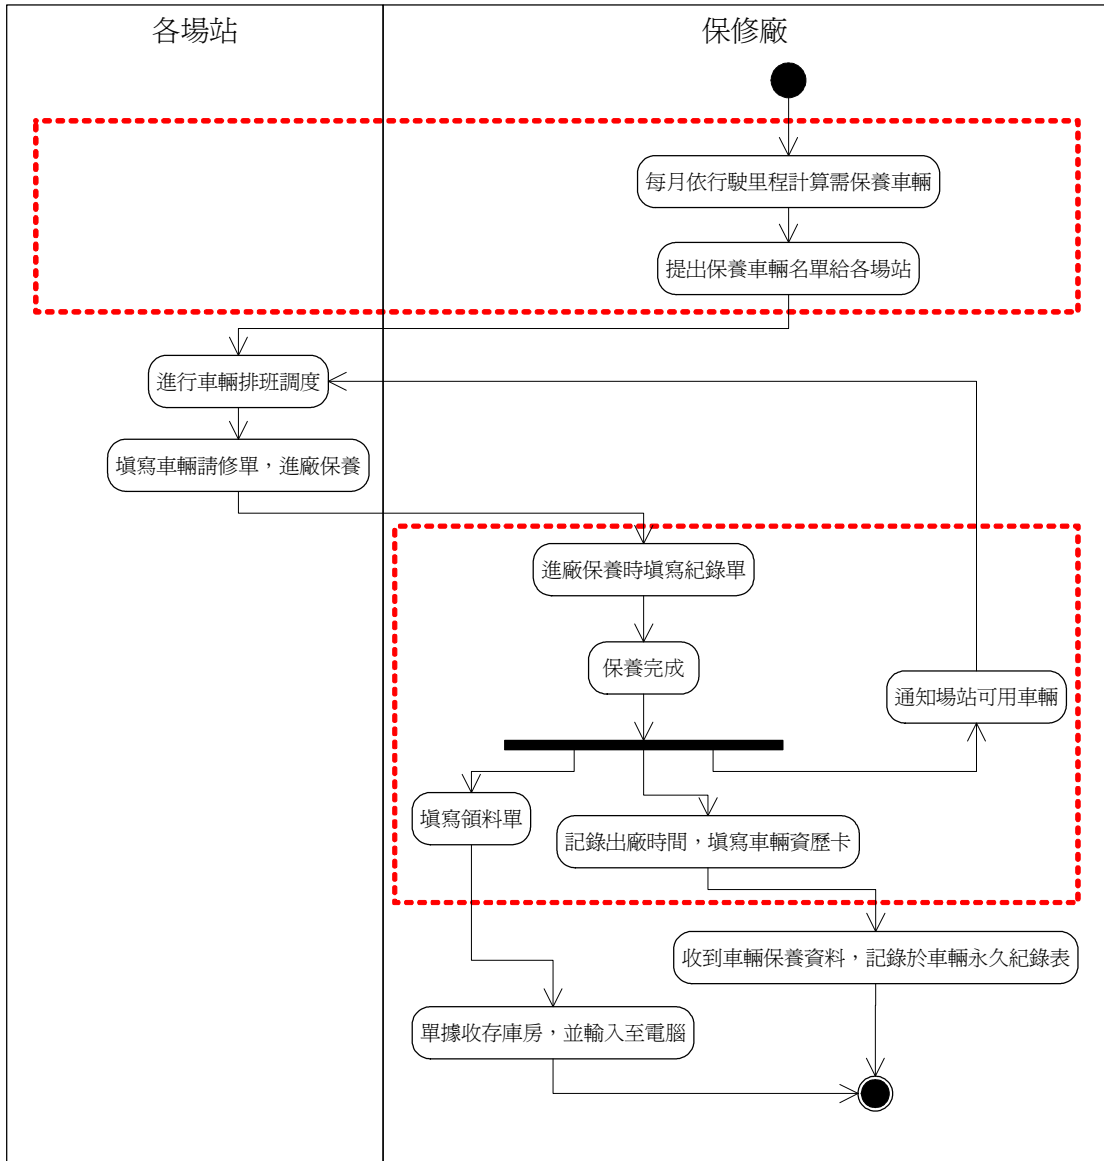 各場站
保修廠
每月依行駛里程計算需保養車輛
提出保養車輛名單給各場站
進行車輛排班調度
填寫車輛請修單，進廠保養
進廠保養時填寫紀錄單
保養完成
通知場站可用車輛
填寫領料單
記錄出廠時間，填寫車輛資歷卡
收到車輛保養資料，記錄於車輛永久紀錄表
單據收存庫房，並輸入至電腦